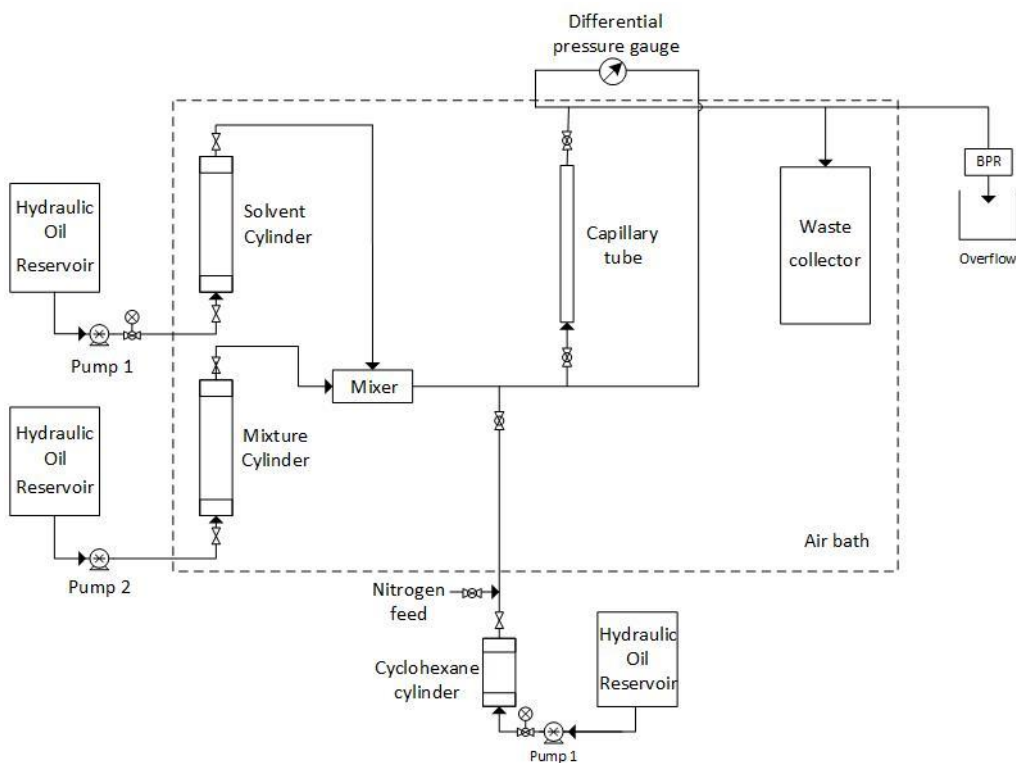 Differential
pressure gauge
Hydraulic
Oil
Reservoir
Solvent
Cylinder
Capillary
tube
Waste
collector
BPR
Overflow
Pump 1
Mixer
Hydraulic
Oil
Reservoir
Mixture
Cylinder
Air bath
Pump 2
Nitrogen
feed
Cyclohexane
cylinder
Hydraulic
Oil
Reservoir
Pump 1